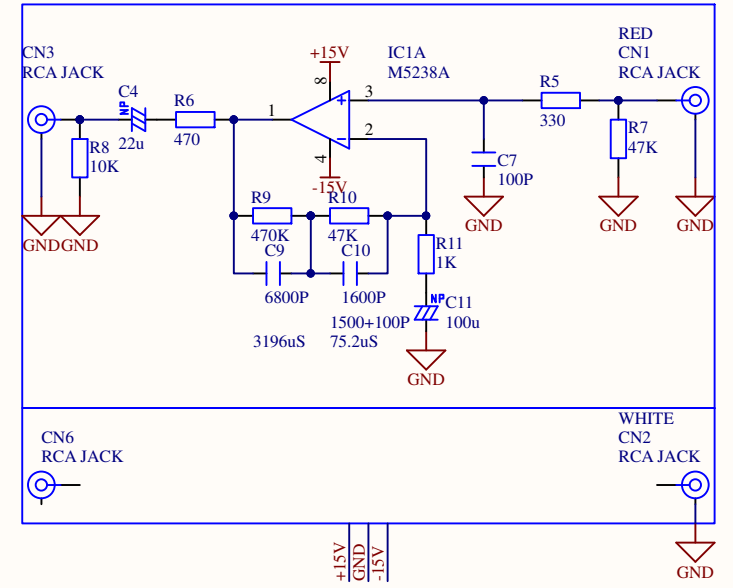 RED
CN3
CN1
RCA JACK
RCA JACK
+15V
IC1A
M5238A
8
C4
NP
22u
R6
470
1
3
2
4
-15V
R5
330
R7
47K
R8
10K
C7
100P
GND
GND
GND
GND
GND
R9
470K
R10
47K
C9
6800P
C10
1600P
R11
1K
NP
C11
100u
1500+100P
3196uS
75.2uS
GND
WHITE
CN6
CN2
RCA JACK
RCA JACK
+15V
GND
-15V
GND